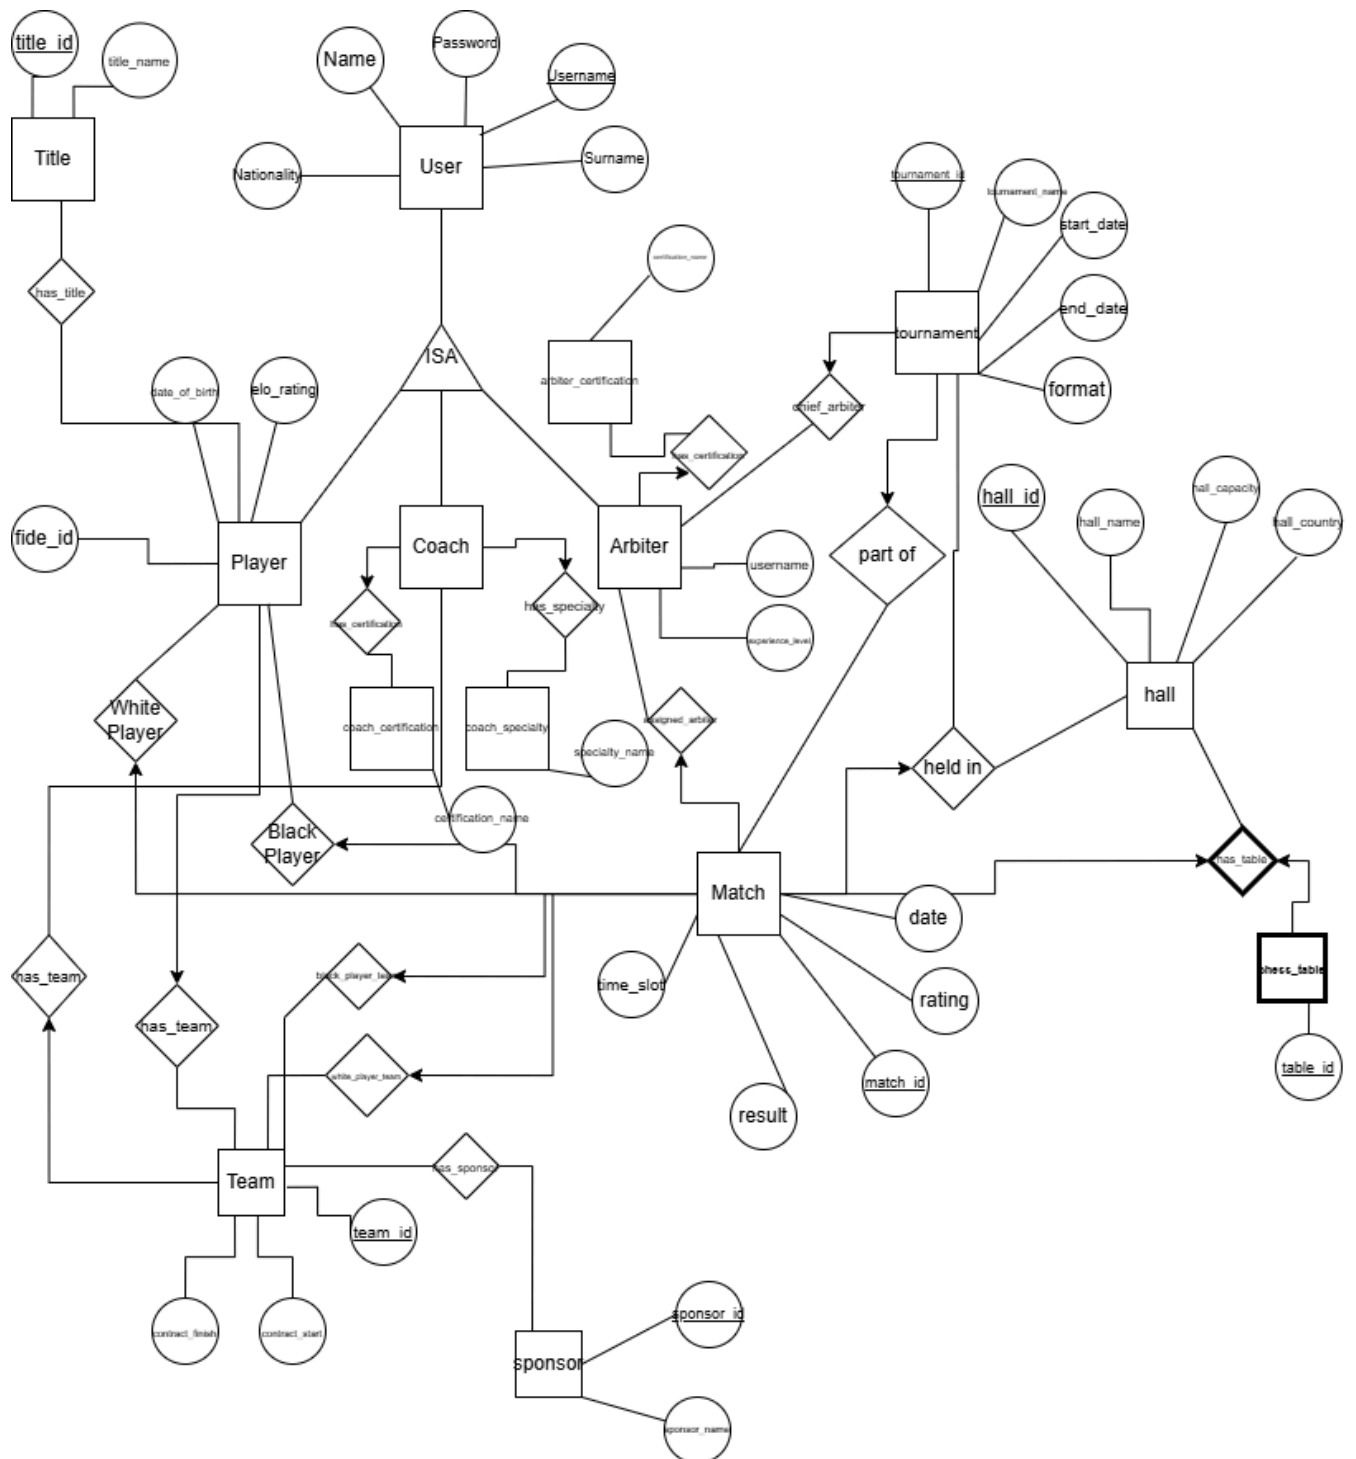 title_id
title_name
Name
Password
Username
Title
User
Nationality
Surname
tournament_id
tournament_name
start_date
has_title
certification_name
end_date
tournament
ISA
arbiter_certification
chief_arbiter
format
date_of_birth
elo_rating
has_certification
hall_id
hall_capacity
hall_name
hall_country
fide_id
Player
Coach
Arbiter
part of
username
has_certification
has_specialty
experience_level
White
Player
coach_certification
coach_specialty
assigned_arbiter
hall
specialty_name
held in
certification_name
Black
Player
has_table
Match
date
has_team
black_player_team
time_slot
rating
chess_table
has_team
white_player_team
match_id
table_id
result
has_sponsor
Team
team_id
contract_finish
contract_start
sponsor_id
sponsor
sponsor_name